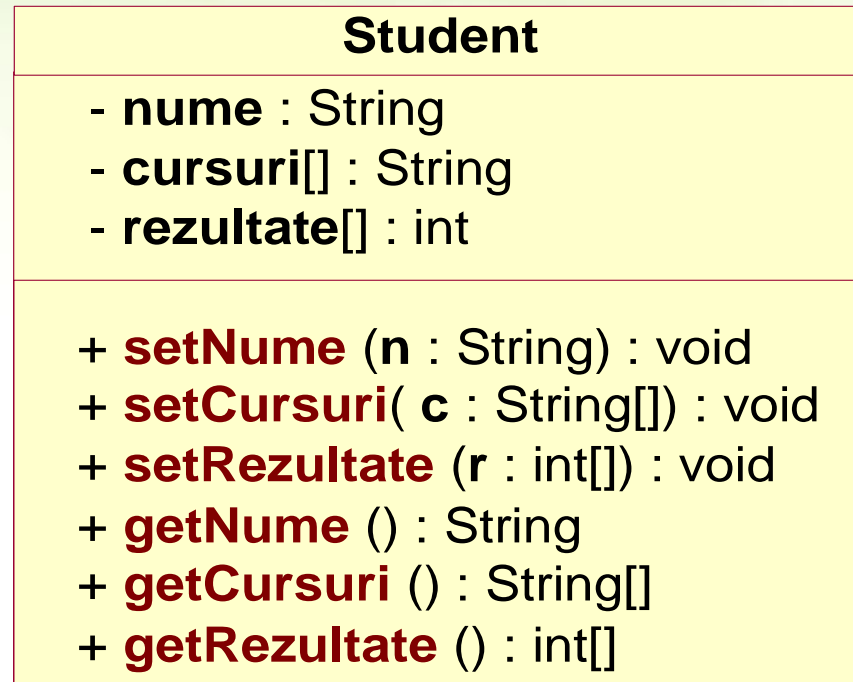 Student
- nume : String
- cursuri[] : String
- rezultate[] : int
+ setNume (n : String) : void
+ setCursuri( c : String[]) : void
+ setRezultate (r : int[]) : void
+ getNume () : String
+ getCursuri () : String[]
+ getRezultate () : int[]